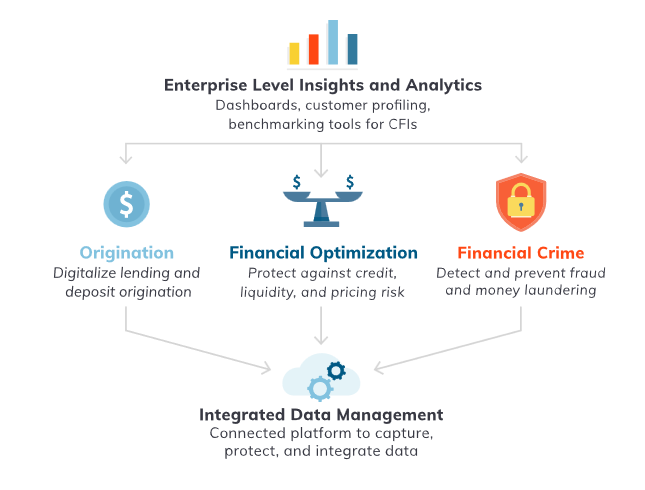 Enterprise Level Insights and Analytics
Dashboards, customer profiling,
benchmarking tools for CFIs
$
$ $
Origination
Digitalize lending and
deposit origination
Financial Optimization
Protect against credit,
liquidity, and pricing risk
Financial Crime
Detect and prevent fraud
and money laundering
Integrated Data Management
Connected platform to capture,
protect, and integrate data